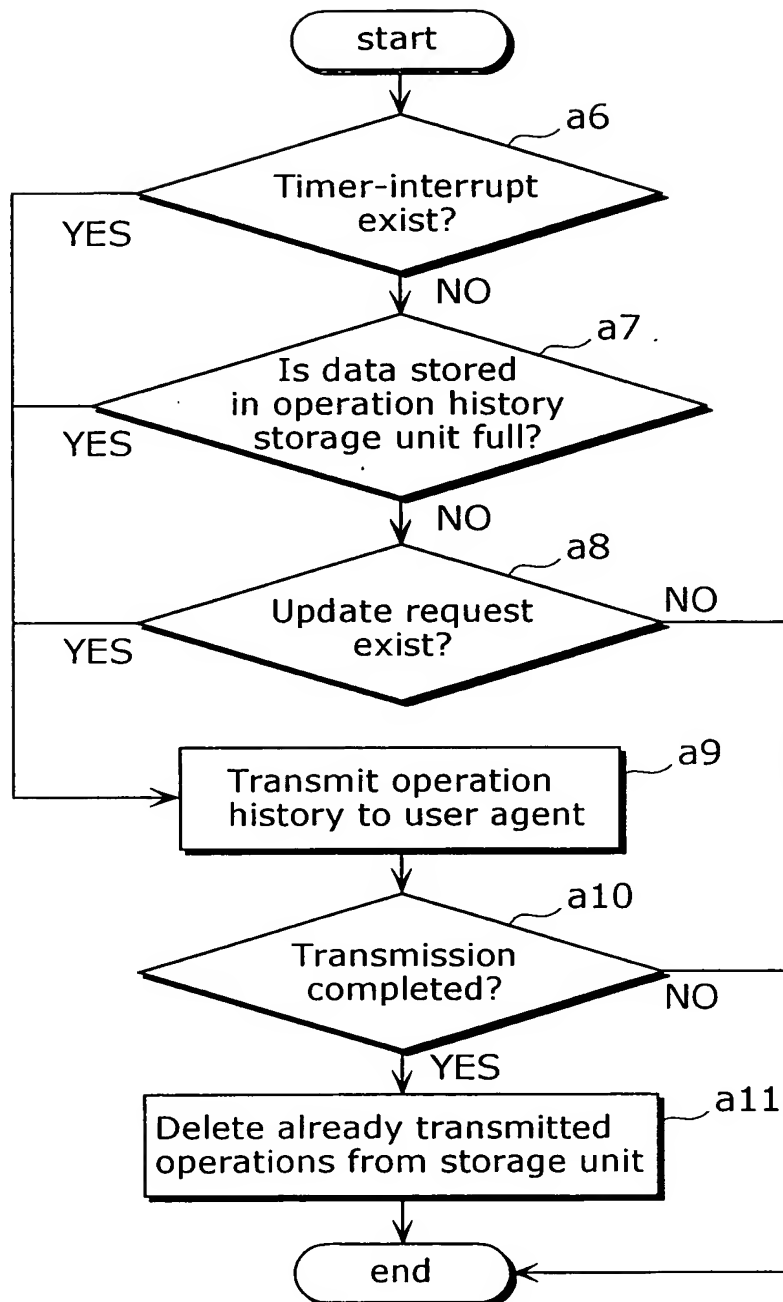 start
a6
Timer-interrupt
exist?
YES
NO
a7
Is data stored
in operation history
storage unit full?
YES
NO
a8
Update request
exist?
NO
YES
a9
Transmit operation
history to user agent
a10
Transmission
completed?
NO
YES
a11
Delete already transmitted
operations from storage unit
end